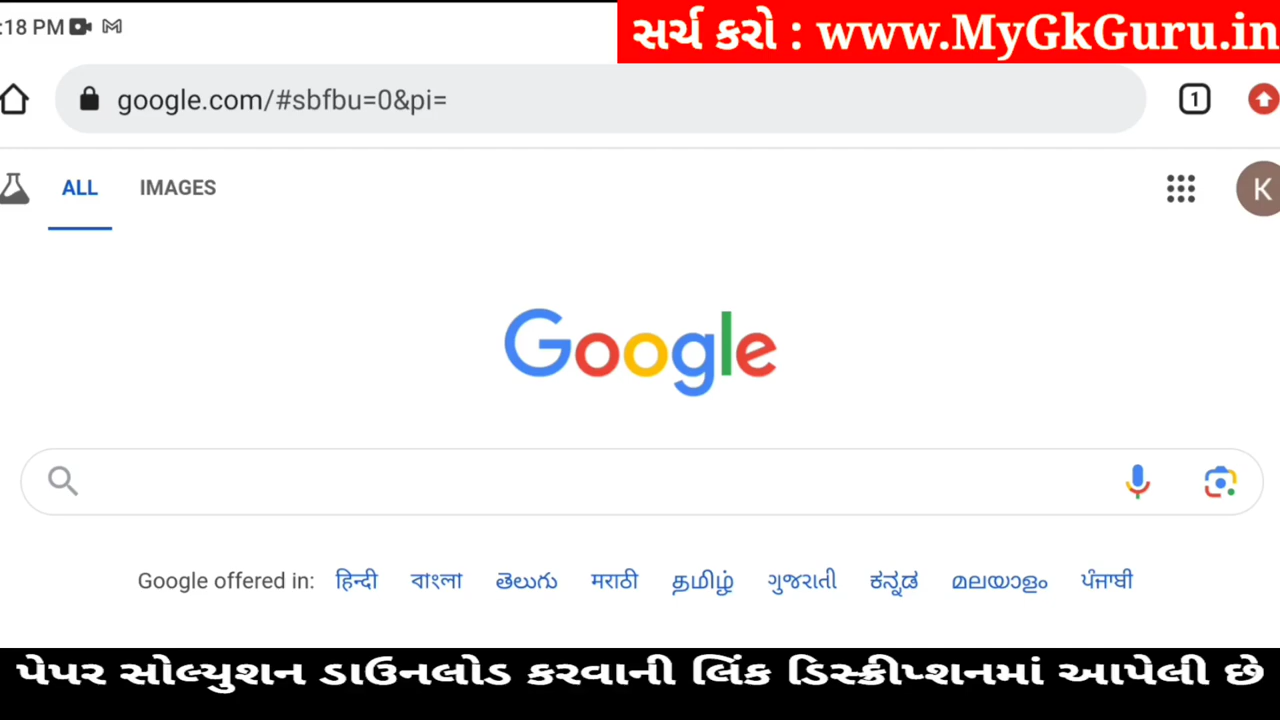 :18 PM
સર્ચ કરો : www.MyGkGuru.in
google.com/#sbfbu=0&pi=
1
ALL IMAGES
K
Google
Google offered in: हिन्दी বাংলা తెలుగు मराठी தமிழ் ગુજરાતી ಕನ್ನಡ മലയാളം ਪੰਜਾਬੀ
પેપર સોલ્યુશન ડાઉનલોડ કરવાની લિંક ડિસ્ક્રીપ્શનમાં આપેલી છે